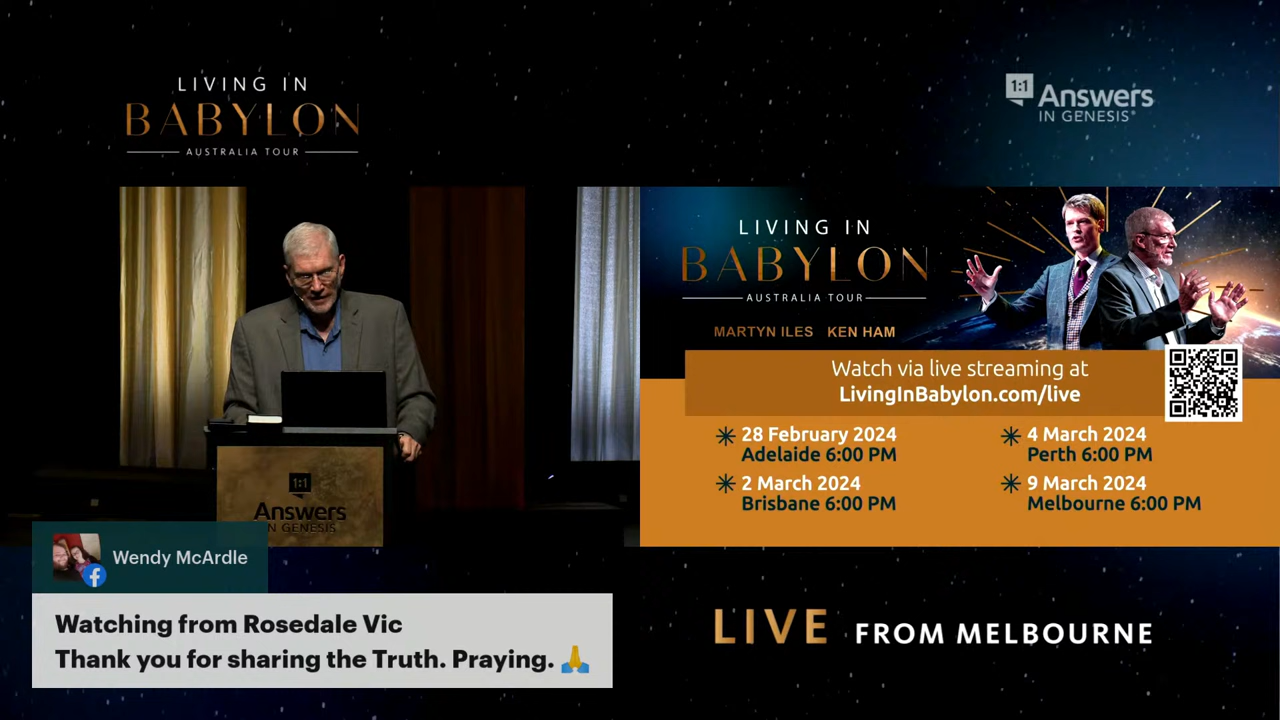 LIVING IN
BABYLON
AUSTRALIA TOUR
1:1
Answers
IN GENESIS®
LIVING IN
BABYLON
AUSTRALIA TOUR
MARTYN ILES KEN HAM
Watch via live streaming at
LivingInBabylon.com/live
28 February 2024
Adelaide 6:00 PM
4 March 2024
Perth 6:00 PM
2 March 2024
Brisbane 6:00 PM
9 March 2024
Melbourne 6:00 PM
1:1
Answers
IN GENESIS
Wendy McArdle
Watching from Rosedale Vic
Thank you for sharing the Truth. Praying. 🙏
LIVE FROM MELBOURNE